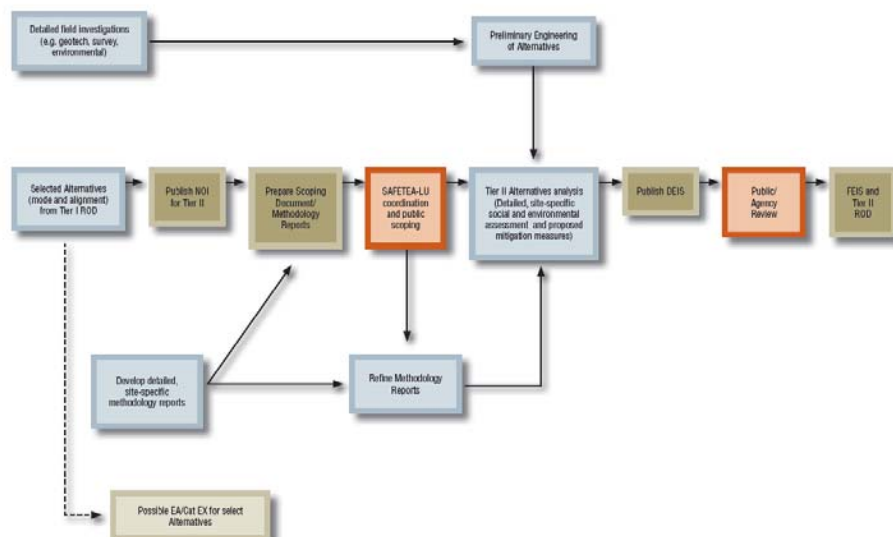 Detailed field investigations
(e.g. geotech, survey,
environmental)
Preliminary Engineering
of Alternatives
Selected Alternatives
(mode and alignment)
from Tier I ROD
Publish NOI
for Tier II
Prepare Scoping
Document/
Methodology
Reports
SAFETEA-LU
coordination
and public
scoping
Tier II Alternatives analysis
(Detailed, site-specific
social and environmental
assessment and proposed
mitigation measures)
Publish DEIS
Public/
Agency
Review
FEIS and
Tier II
ROD
Develop detailed,
site-specific
methodology reports
Refine Methodology
Reports
Possible EA/Cat EX for select
Alternatives